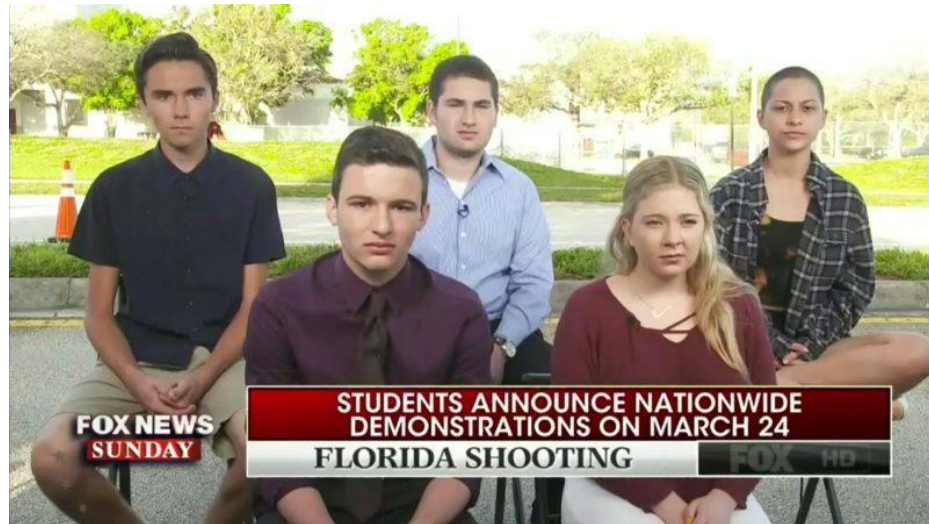 STUDENTS ANNOUNCE NATIONWIDE
DEMONSTRATIONS ON MARCH 24
FOX NEWS
SUNDAY
FLORIDA SHOOTING
FOX HD